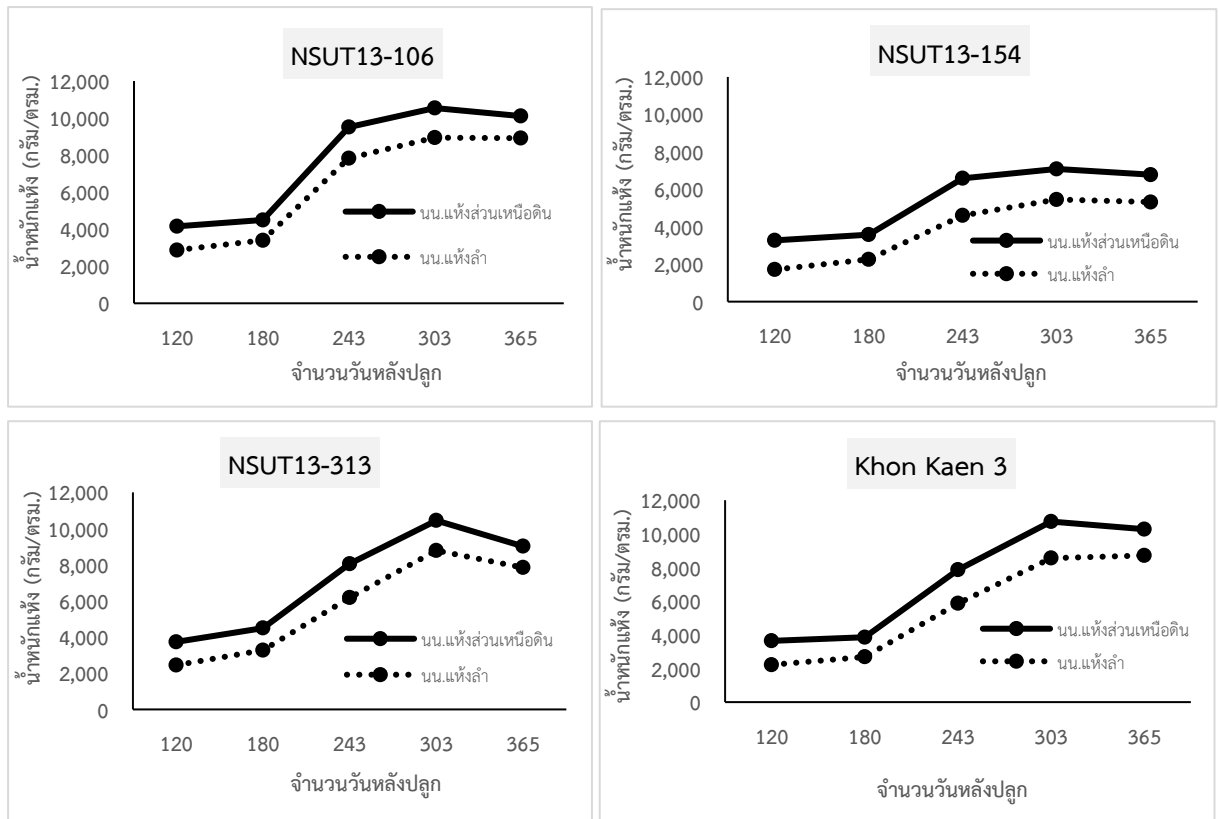 NSUT13-106
น้ำหนักแห้ง (กรัม/ตรม.)
12,000
10,000
8,000
6,000
4,000
2,000
0
นน.แห้งส่วนเหนือดิน
นน.แห้งลำ
120 180 243 303 365
จำนวนวันหลังปลูก
NSUT13-154
น้ำหนักแห้ง (กรัม/ตรม.)
12,000
10,000
8,000
6,000
4,000
2,000
0
นน.แห้งส่วนเหนือดิน
นน.แห้งลำ
120 180 243 303 365
จำนวนวันหลังปลูก
NSUT13-313
น้ำหนักแห้ง (กรัม/ตรม.)
12,000
10,000
8,000
6,000
4,000
2,000
0
นน.แห้งส่วนเหนือดิน
นน.แห้งลำ
120 180 243 303 365
จำนวนวันหลังปลูก
Khon Kaen 3
น้ำหนักแห้ง (กรัม/ตรม.)
12,000
10,000
8,000
6,000
4,000
2,000
0
นน.แห้งส่วนเหนือดิน
นน.แห้งลำ
120 180 243 303 365
จำนวนวันหลังปลูก